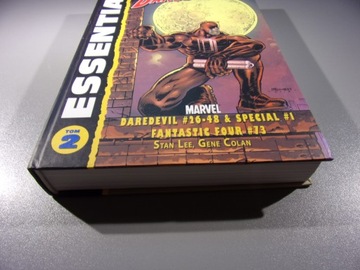 ESSENTIA
TOM
2
MARVEL
DAREDEVIL #26-48 & SPECIAL #1
FANTASTIC FOUR #73
STAN LEE, GENE COLAN